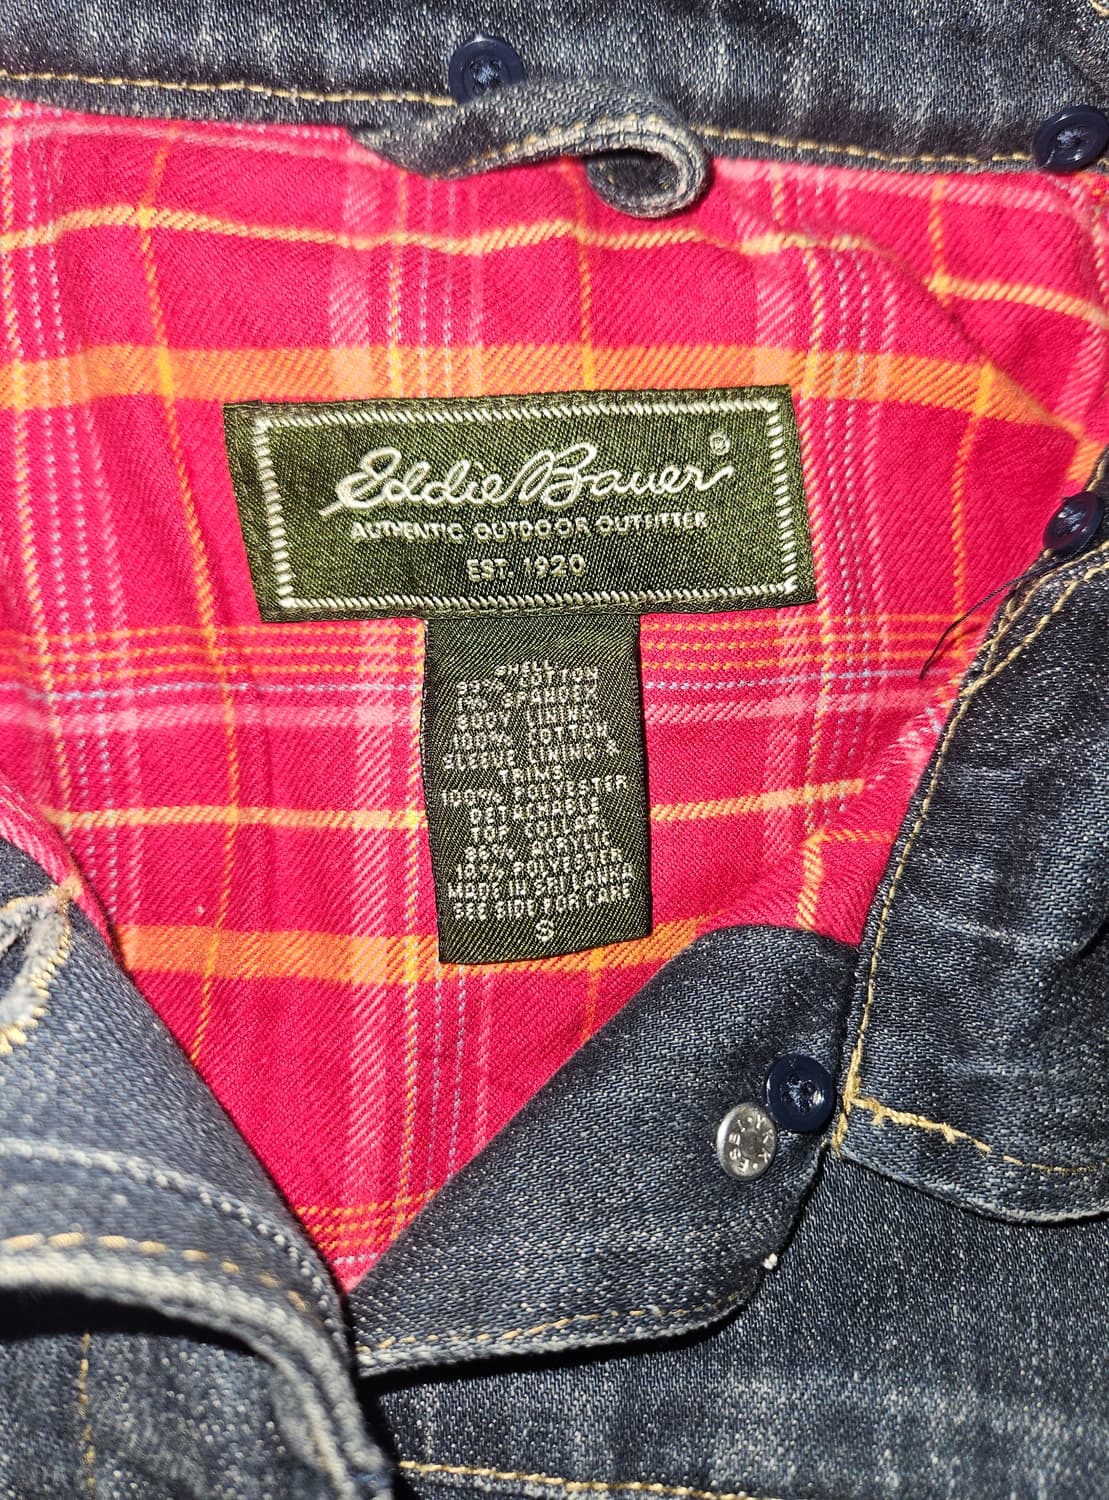 Eddie Bauer®
AUTHENTIC OUTDOOR OUTFITTER
EST. 1920
SHELL
COTTON
SPANDEX
BODY LINING
100% COTTON
SLEEVE LINING &
TRIMS
100% POLYESTER
DETACHABLE
TOP COLLAR
ACRYLIC
POLYESTER
MADE IN SRI LANKA
SEE SIDE FOR CARE
S
YKK